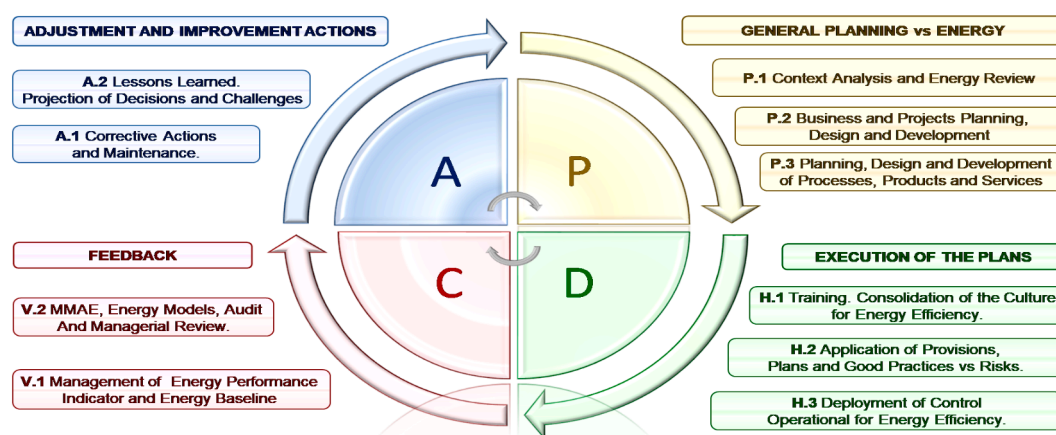 ADJUSTMENT AND IMPROVEMENT ACTIONS
A.2 Lessons Learned.
Projection of Decisions and Challenges
A.1 Corrective Actions
and Maintenance.
GENERAL PLANNING vs ENERGY
P.1 Context Analysis and Energy Review
P.2 Business and Projects Planning,
Design and Development
P.3 Planning, Design and Development
of Processes, Products and Services
A
P
C
D
FEEDBACK
V.2 MMAE, Energy Models, Audit
And Managerial Review.
V.1 Management of Energy Performance
Indicator and Energy Baseline
EXECUTION OF THE PLANS
H.1 Training. Consolidation of the Culture
for Energy Efficiency.
H.2 Application of Provisions,
Plans and Good Practices vs Risks.
H.3 Deployment of Control
Operational for Energy Efficiency.